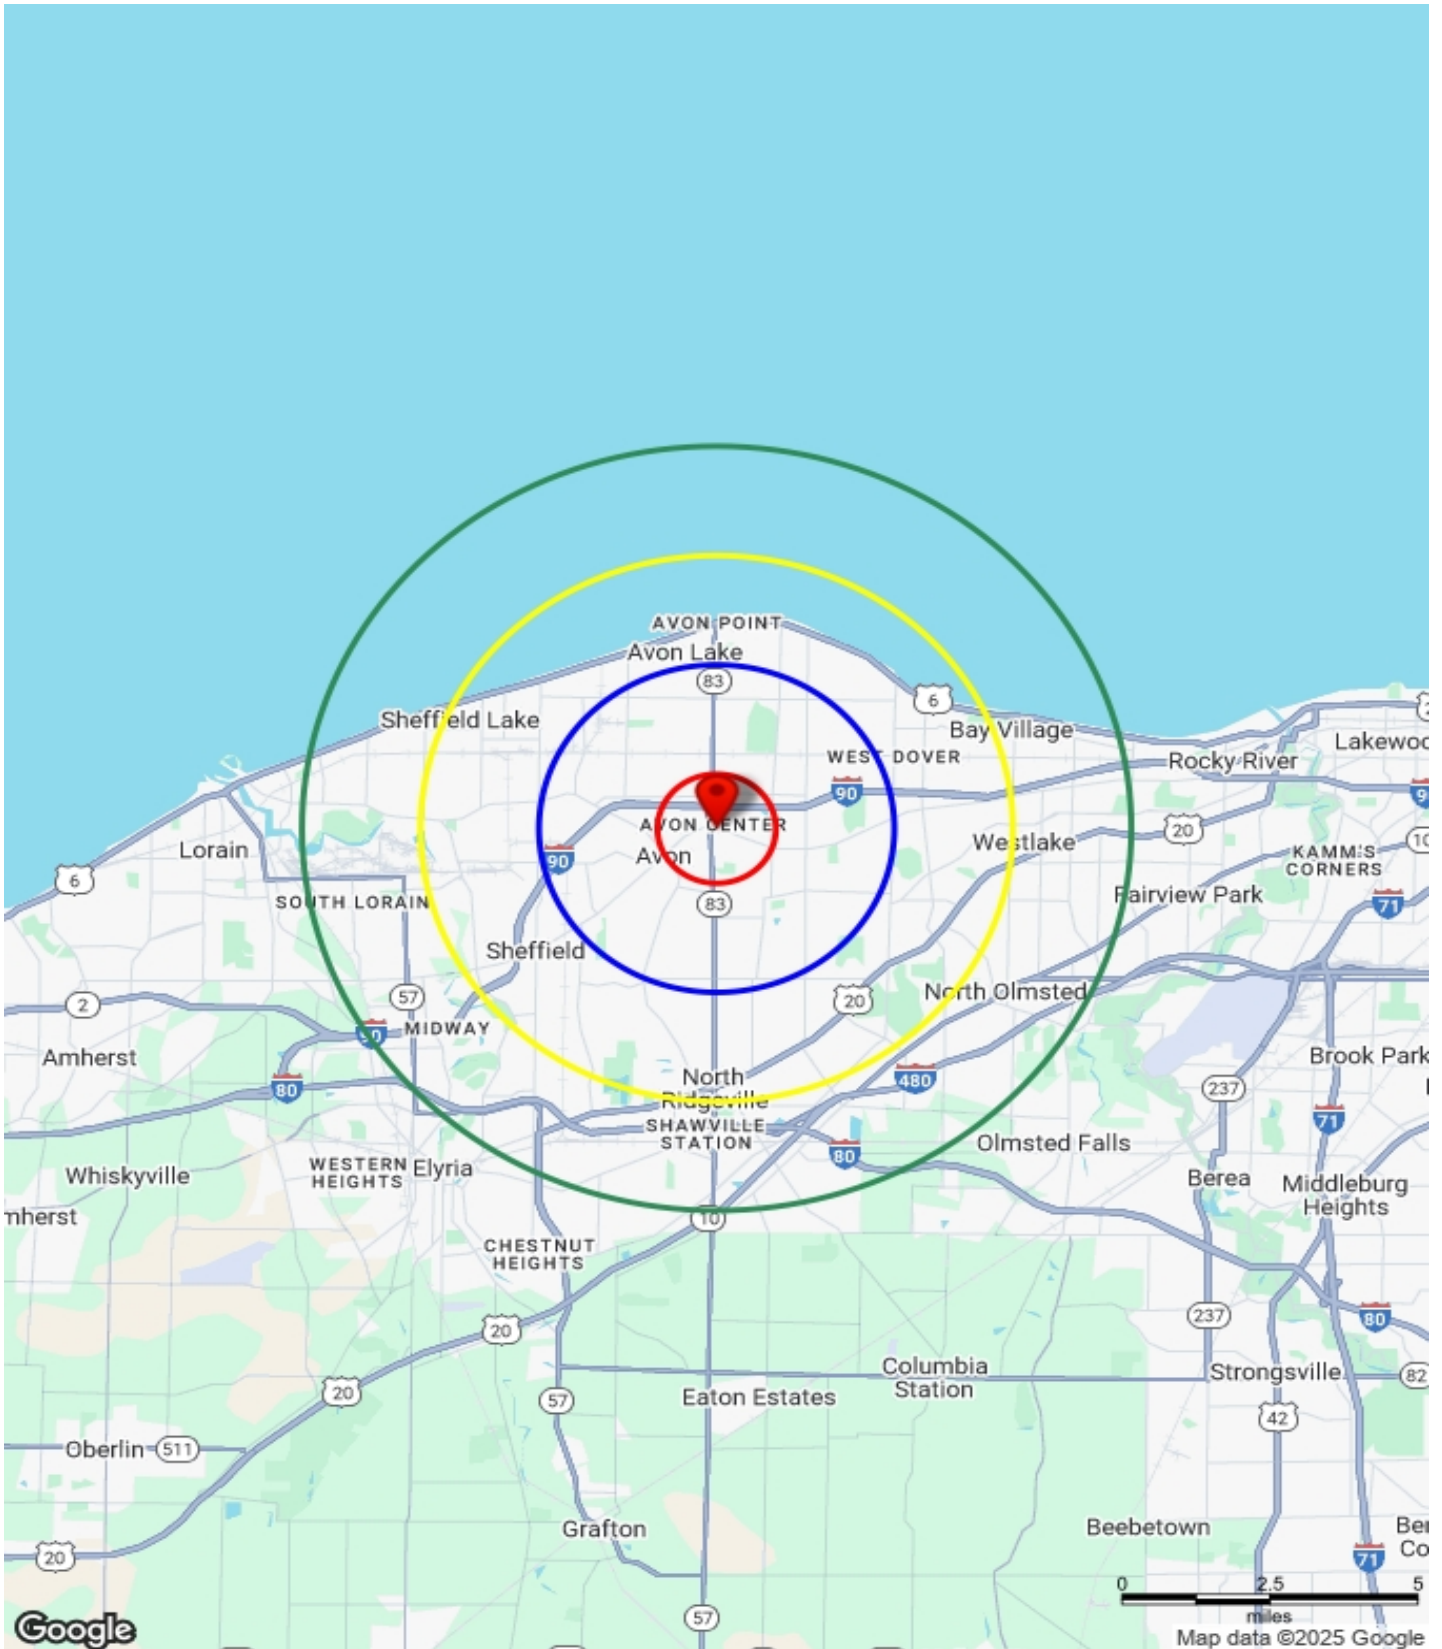 AVON POINT
Avon Lake
83
6
Sheffield Lake
Bay Village
Lakewoo
WEST DOVER
Rocky River
90
90
AVON CENTER
20
Westlake
10
Lorain
Avon
90
KAMM'S
CORNERS
6
Fairview Park
SOUTH LORAIN
83
71
Sheffield
2
57
20
North Olmsted
MIDWAY
90
Amherst
Brook Park
80
North
Ridgeville
480
237
71
SHAWVILLE
STATION
Olmsted Falls
80
WESTERN
HEIGHTS
Elyria
Whiskyville
Berea
Middleburg
Heights
mherst
10
CHESTNUT
HEIGHTS
20
237
80
Columbia
Station
Strongsville
82
20
57
Eaton Estates
42
Oberlin
511
Grafton
Beebetown
Ber
Co
20
71
0
2.5
5
miles
57
Google
Map data ©2025 Google